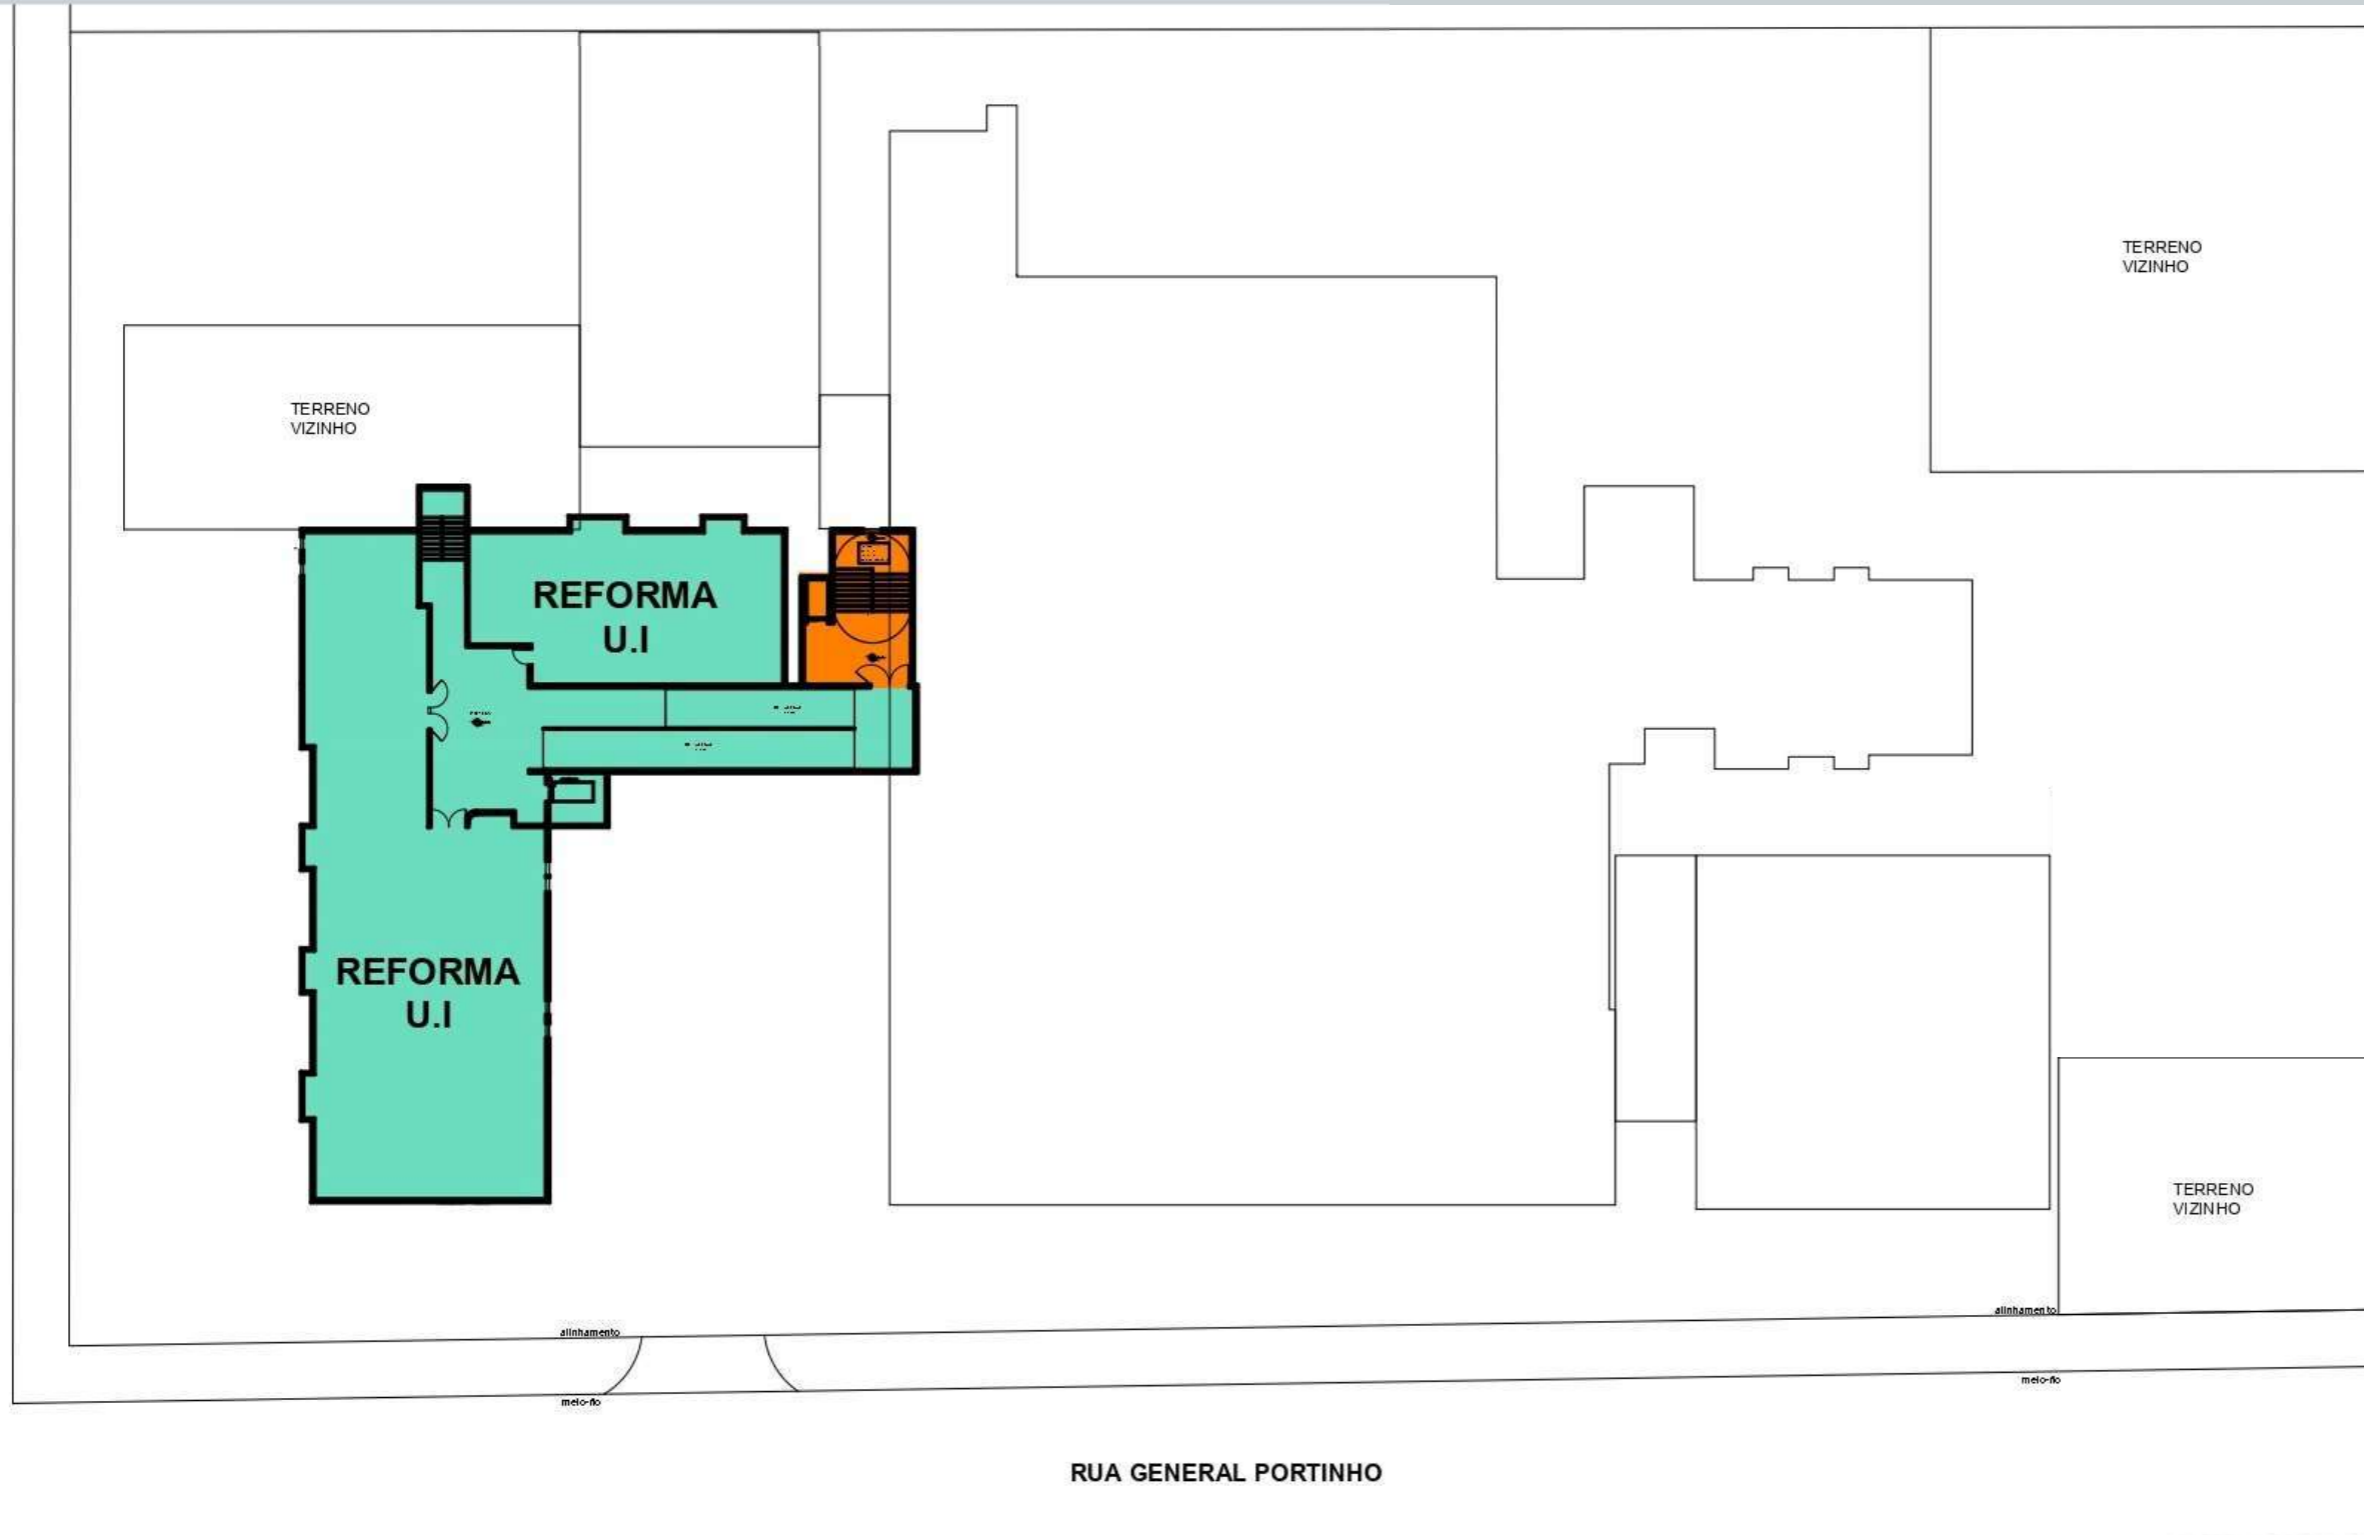 TERRENO
VIZINHO
TERRENO
VIZINHO
REFORMA
U.I
REFORMA
U.I
TERRENO
VIZINHO
alinhamento
alinhamento
meio-fio
meio-fio
RUA GENERAL PORTINHO